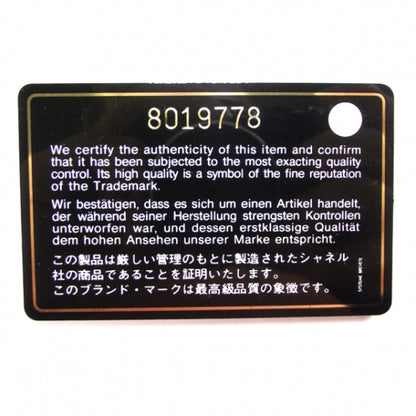 8019778
We certify the authenticity of this item and confirm
that it has been subjected to the most exacting quality
control. Its high quality is a symbol of the fine reputation
of the Trademark.
Wir bestätigen, dass es sich um einen Artikel handelt,
der während seiner Herstellung strengsten Kontrollen
unterworfen war, und dessen erstklassige Qualität
dem hohen Ansehen unserer Marke entspricht.
この製品は厳しい管理のもとに製造されたシャネル
社の商品であることを証明いたします。
このブランド・マークは最高級品質の象徴です。